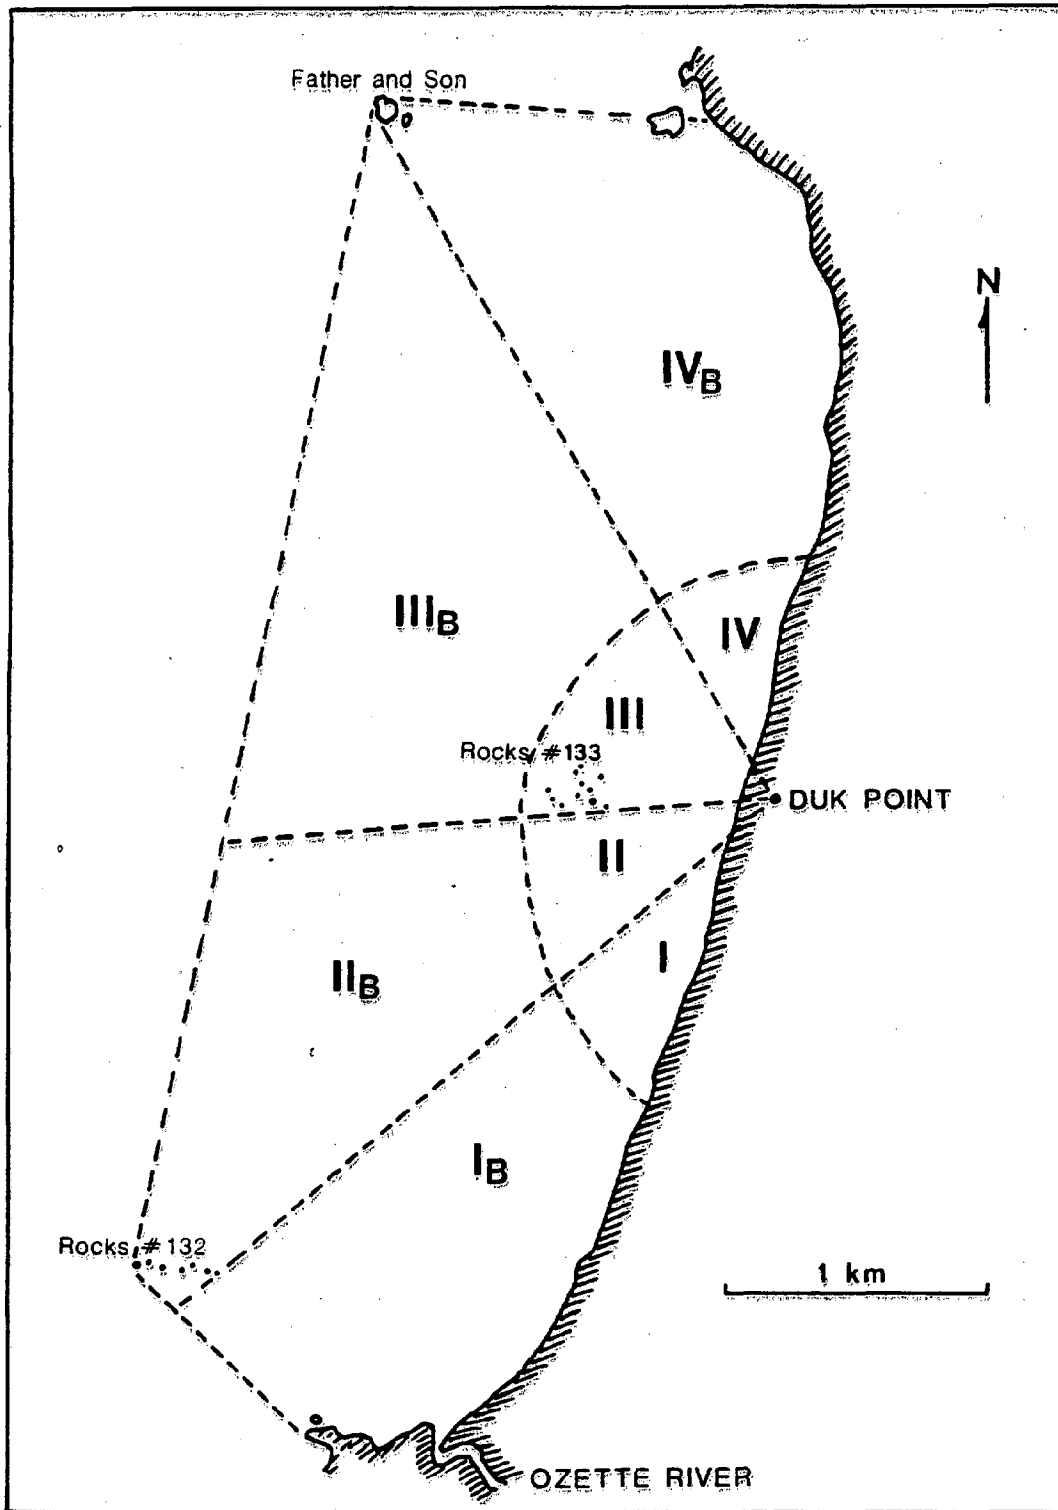 Father and Son
N
IVB
IIIB
IV
III
Rocks #133
DUK POINT
II
I
IIB
IB
Rocks #132
1 km
OZETTE RIVER